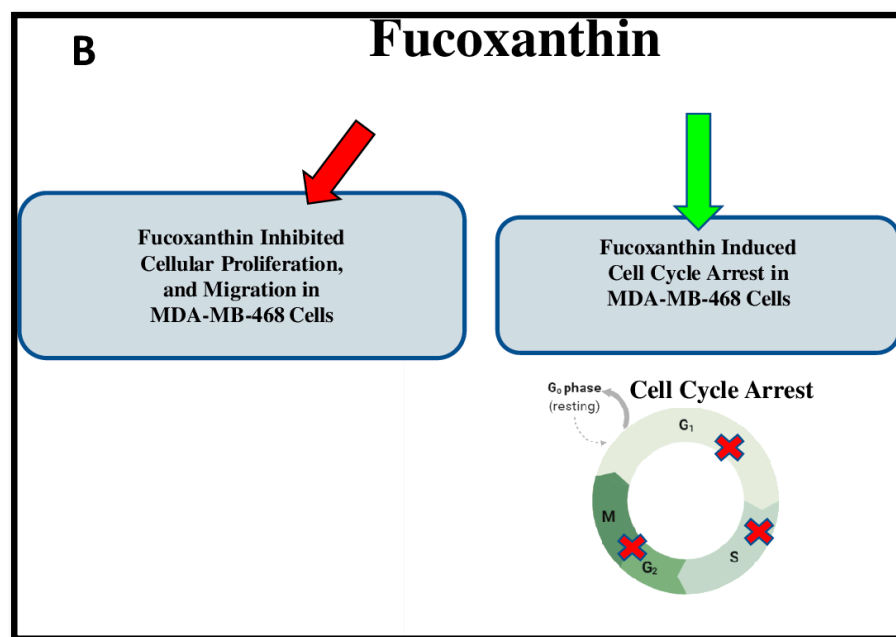 B
Fucoxanthin
Fucoxanthin Inhibited
Cellular Proliferation,
and Migration in
MDA-MB-468 Cells
Fucoxanthin Induced
Cell Cycle Arrest in
MDA-MB-468 Cells
Cell Cycle Arrest
G₀ phase
(resting)
G₁
S
G₂
M